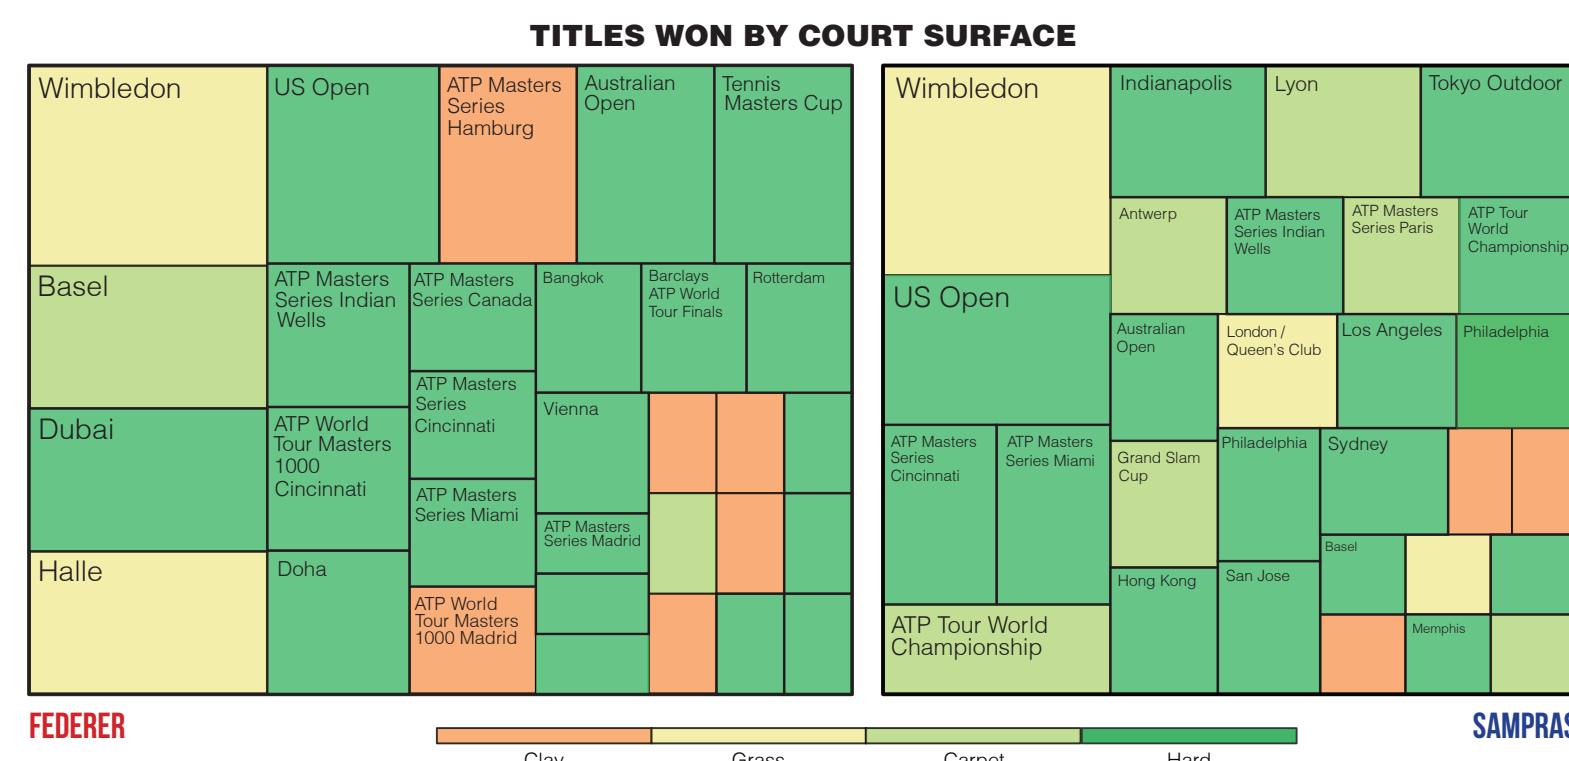 TITLES WON BY COURT SURFACE
Wimbledon
US Open
ATP Masters
Series
Hamburg
Australian
Open
Tennis
Masters Cup
Basel
ATP Masters
Series Indian
Wells
ATP Masters
Series Canada
Bangkok
Barclays
ATP World
Tour Finals
Rotterdam
Dubai
ATP World
Tour Masters
1000
Cincinnati
ATP Masters
Series
Cincinnati
Vienna
ATP Masters
Series Miami
ATP Masters
Series Madrid
Halle
Doha
ATP World
Tour Masters
1000 Madrid
Wimbledon
Indianapolis
Lyon
Tokyo Outdoor
Antwerp
ATP Masters
Series Indian
Wells
ATP Masters
Series Paris
ATP Tour
World
Championship
US Open
Australian
Open
London /
Queen's Club
Los Angeles
Philadelphia
ATP Masters
Series
Cincinnati
ATP Masters
Series Miami
Grand Slam
Cup
Philadelphia
Sydney
Basel
Hong Kong
San Jose
Memphis
ATP Tour World
Championship
FEDERER
SAMPRAS
Clay
Grass
Carpet
Hard